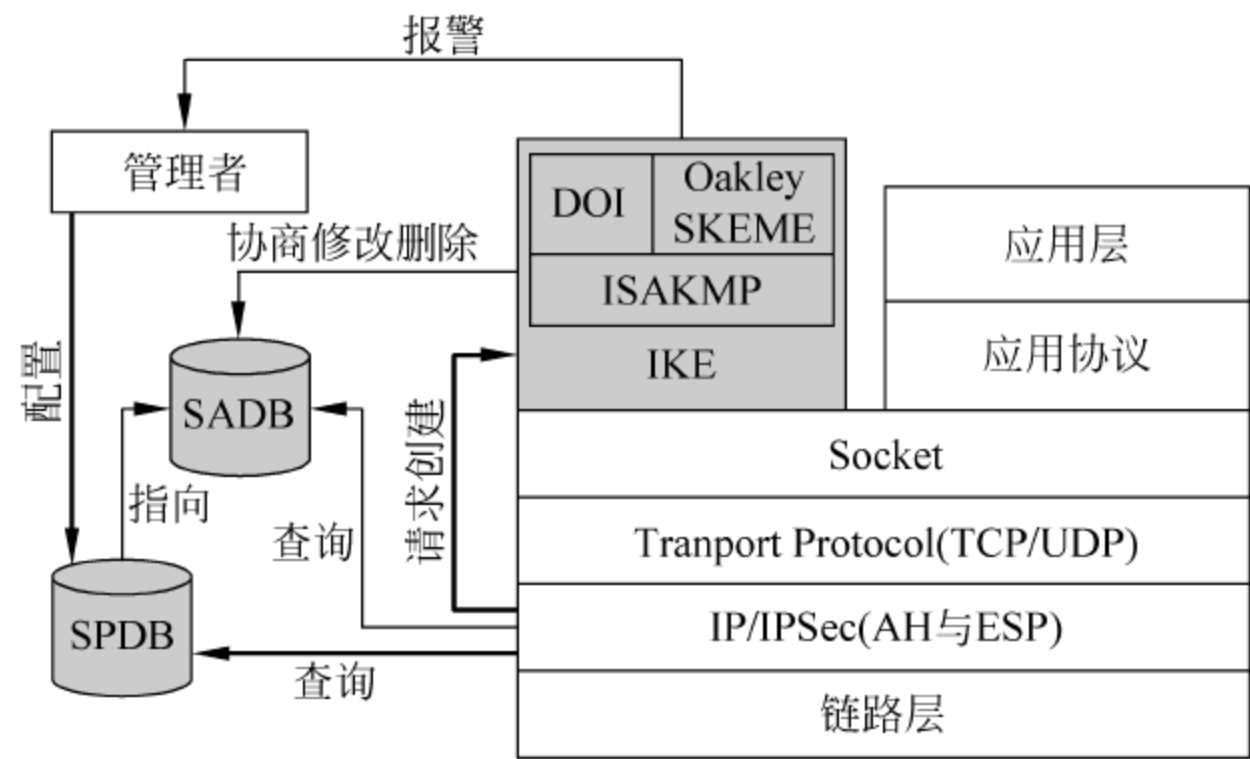 报警
管理者
DOI
Oakley
SKEME
协商修改删除
应用层
ISAKMP
应用协议
IKE
配置
SADB
请求创建
Socket
指向
查询
Tranport Protocol(TCP/UDP)
SPDB
IP/IPSec(AH与ESP)
查询
链路层